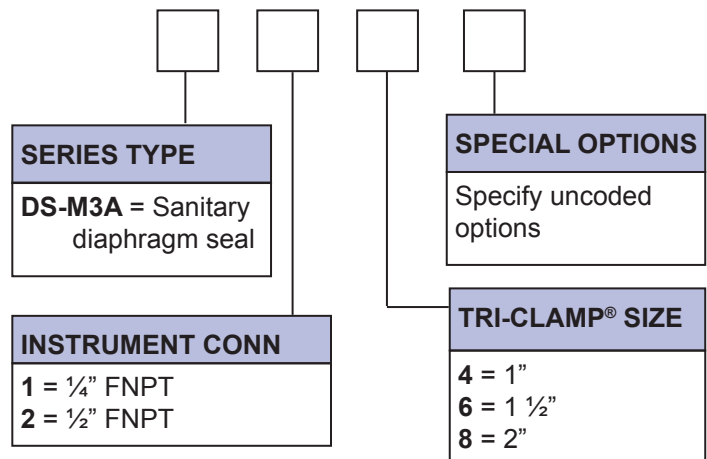 SERIES TYPE
DS-M3A = Sanitary
diaphragm seal
INSTRUMENT CONN
1 = ¼” FNPT
2 = ½” FNPT
SPECIAL OPTIONS
Specify uncoded
options
TRI-CLAMP® SIZE
4 = 1”
6 = 1 ½”
8 = 2”